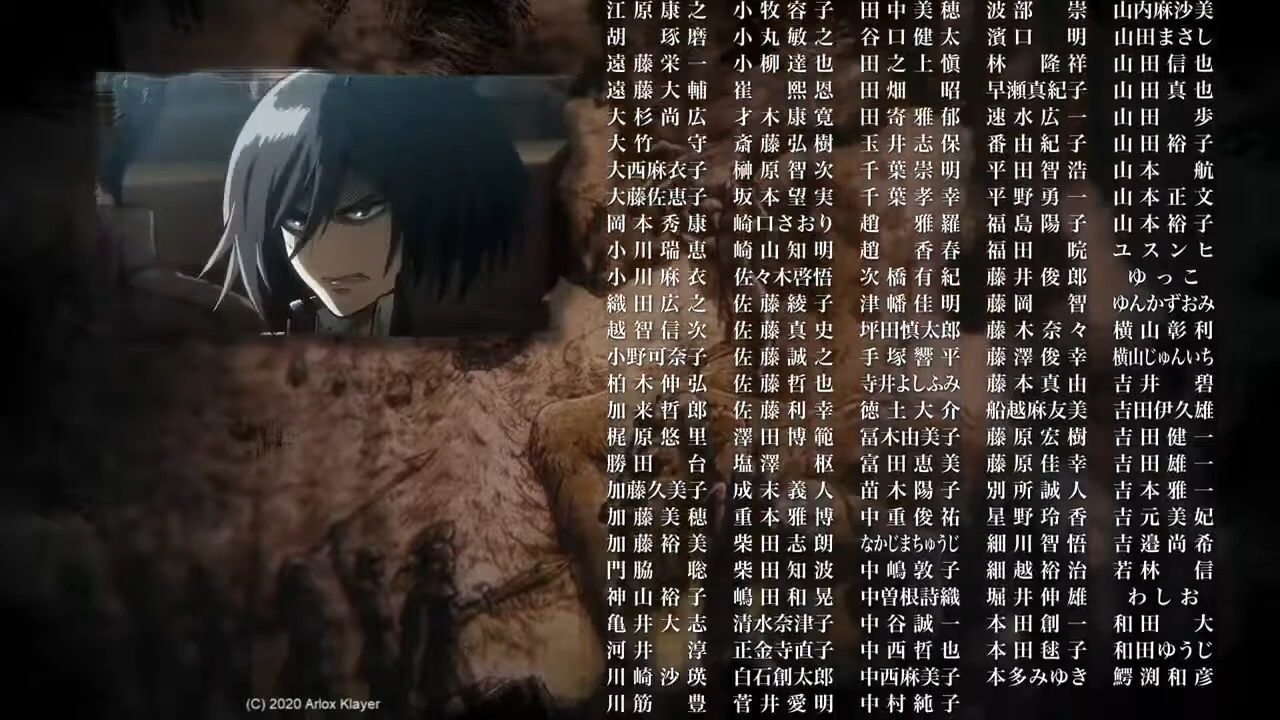 江原康之 小牧容子 田中美穂 波部崇 山内麻沙美
胡琢磨 小丸敏之 谷口健太 濱口明 山田まさし
遠藤栄一 小柳達也 田之上愼 林隆祥 山田信也
遠藤大輔 崔熙恩 田畑昭 早瀬真紀子 山田真也
大杉尚広 才木康寛 田寄雅郁 速水広一 山田歩
大竹守 斎藤弘樹 玉井志保 番由紀子 山田裕子
大西麻衣子 榊原智次 千葉崇明 平田智浩 山本航
大藤佐恵子 坂本望実 千葉孝幸 平野勇一 山本正文
岡本秀康 崎口さおり 趙雅羅 福島陽子 山本裕子
小川瑞恵 崎山知明 趙香春 福田 ユスンヒ
小川麻衣 佐々木啓悟 次橋有紀 藤井俊郎 ゆっこ
織田広之 佐藤綾子 津幡佳明 藤岡智 ゆんかずおみ
越智信次 佐藤真史 坪田慎太郎 藤木奈々 横山彰利
小野可奈子 佐藤誠之 手塚響平 藤澤俊幸 横山じゅんいち
柏木伸弘 佐藤哲也 寺井よしふみ 藤本真由 吉井碧
加来哲郎 佐藤利幸 徳土大介 船越麻友美 吉田伊久雄
梶原悠里 澤田博範 冨木由美子 藤原宏樹 吉田健一
勝田台 塩澤枢 富田恵美 藤原佳幸 吉田雄一
加藤久美子 成末義人 苗木陽子 別所誠人 吉本雅一
加藤美穂 重本雅博 中重俊祐 星野玲香 吉元美妃
加藤裕美 柴田志朗 なかじまちゅうじ 細川智悟 吉邉尚希
門脇聡 柴田知波 中嶋敦子 細越裕治 若林信
神山裕子 嶋田和晃 中曽根詩織 堀井伸雄 わしお
亀井大志 清水奈津子 中谷誠一 本田創一 和田大
河井淳 正金寺直子 中西哲也 本田毬子 和田ゆうじ
川崎沙瑛 白石創太郎 中西麻美子 本多みゆき 鰐渕和彦
川筋豊 菅井愛明 中村純子
(C) 2020 Arlox Klayer